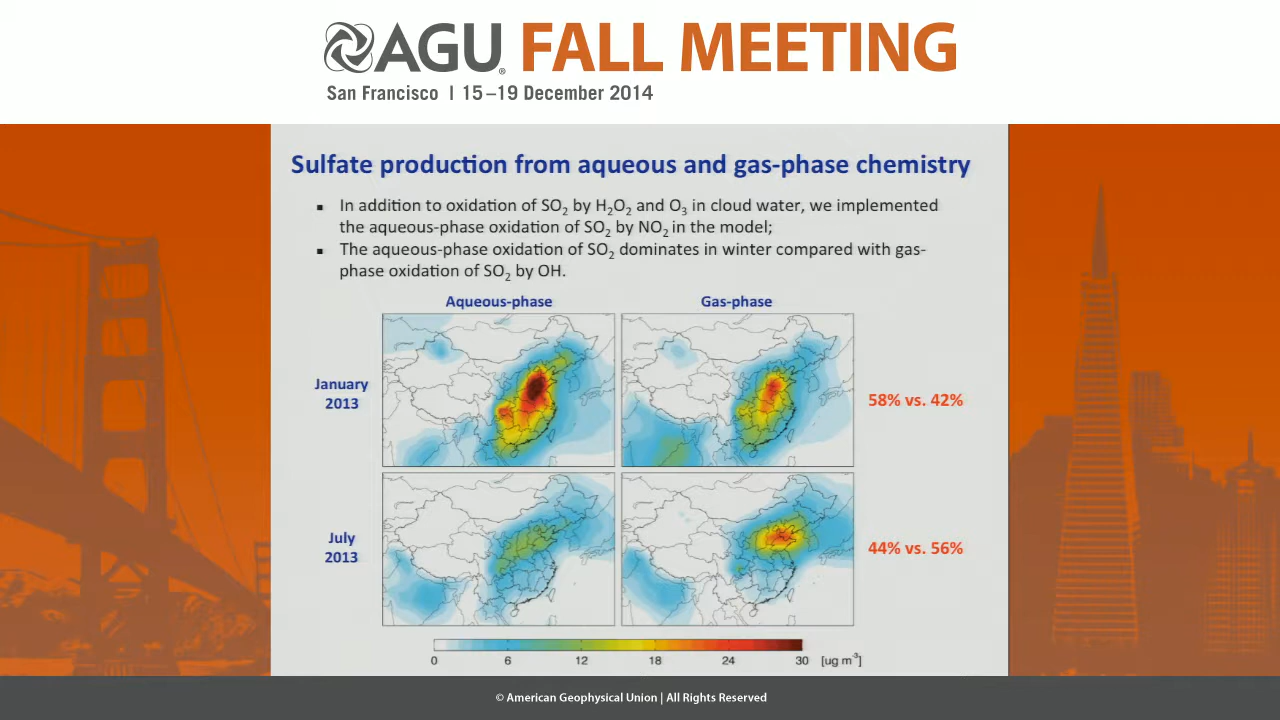 AGU® FALL MEETING
San Francisco | 15–19 December 2014
Sulfate production from aqueous and gas-phase chemistry
▪ In addition to oxidation of SO₂ by H₂O₂ and O₃ in cloud water, we implemented
the aqueous-phase oxidation of SO₂ by NO₂ in the model;
▪ The aqueous-phase oxidation of SO₂ dominates in winter compared with gas-
phase oxidation of SO₂ by OH.
Aqueous-phase Gas-phase
January
2013
58% vs. 42%
July
2013
44% vs. 56%
0 6 12 18 24 30 [ug m⁻³]
© American Geophysical Union | All Rights Reserved